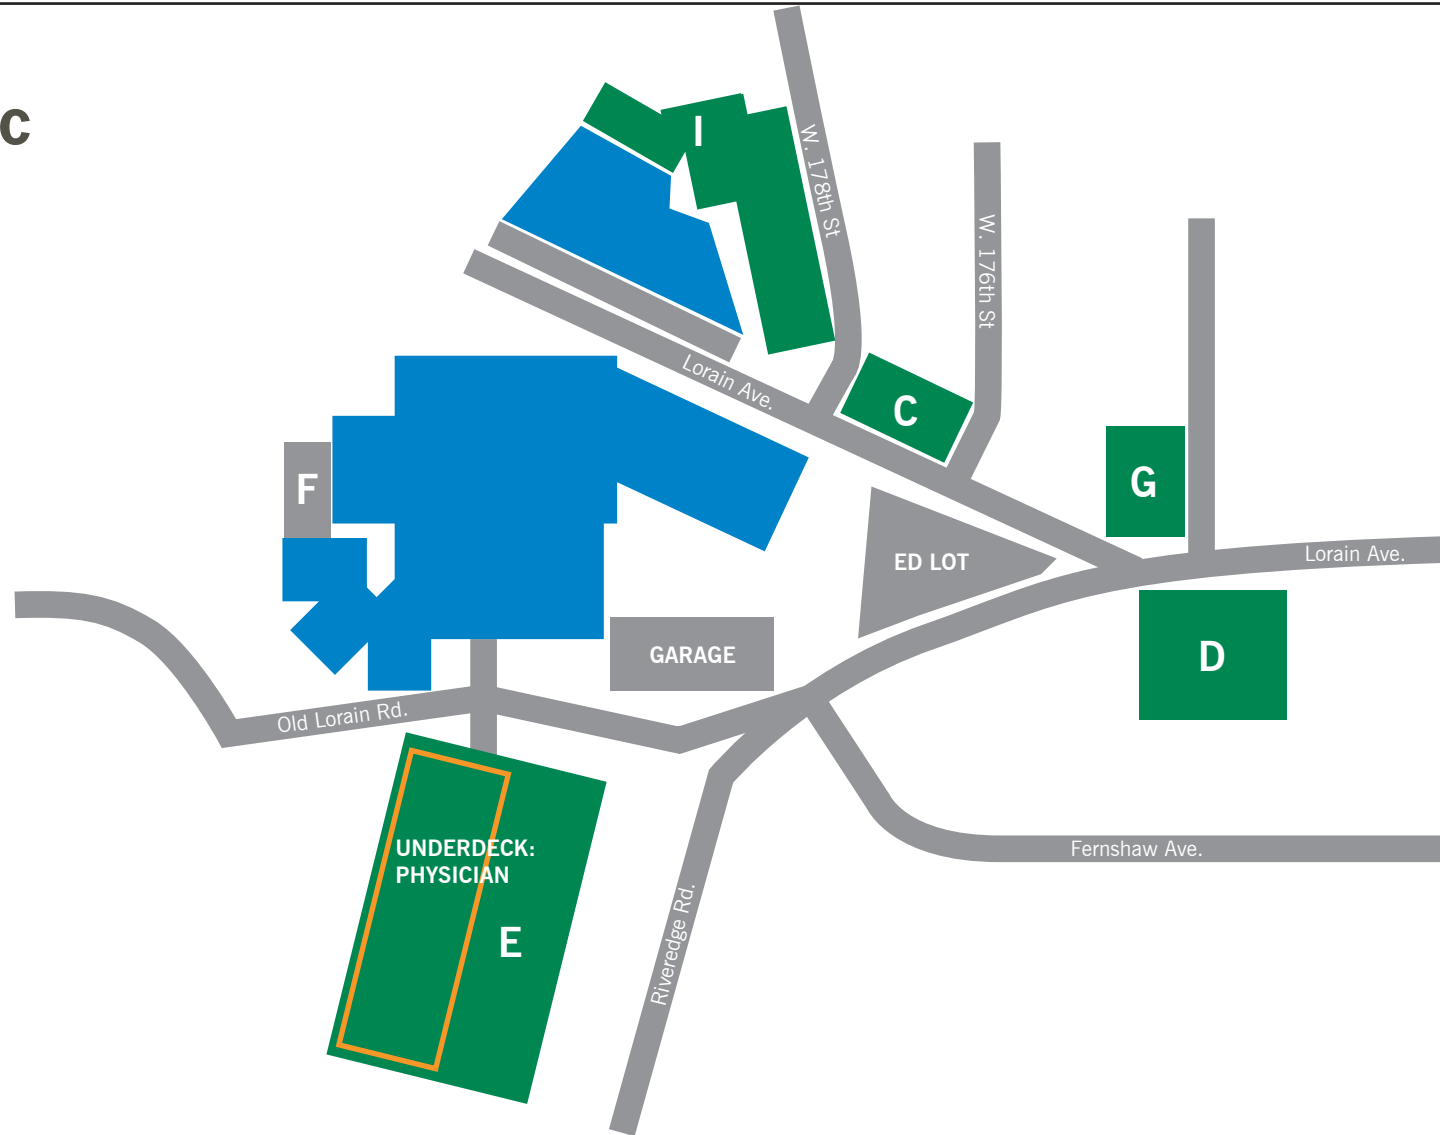 c
I
W. 178th St
W. 176th St
Lorain Ave.
C
G
F
ED LOT
Lorain Ave.
GARAGE
D
Old Lorain Rd.
UNDERDECK:
PHYSICIAN
Fernshaw Ave.
E
Riveredge Rd.